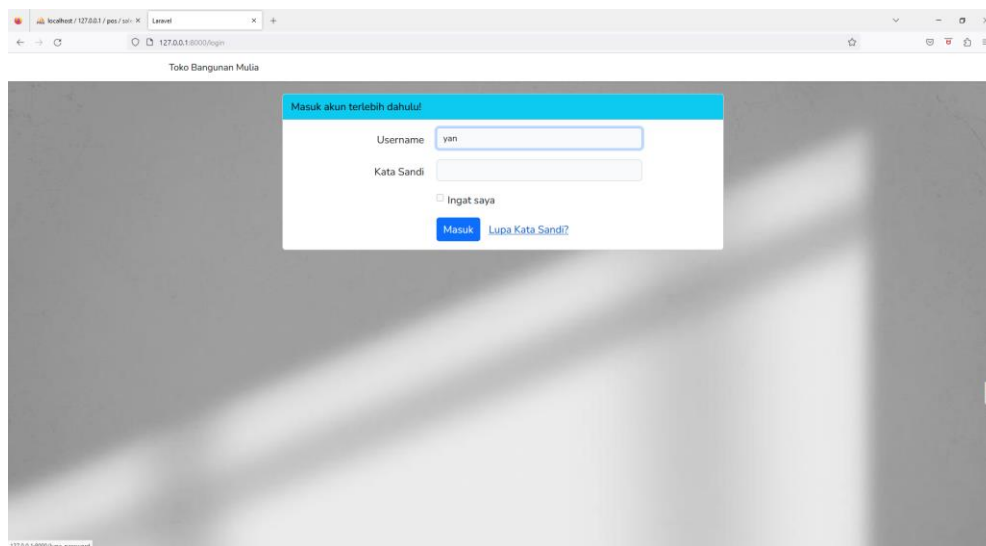 localhost / 127.0.0.1 / pos / sal
Laravel
127.0.0.1:8000/login
Toko Bangunan Mulia
Masuk akun terlebih dahulu!
Username
yan
Kata Sandi
Ingat saya
Masuk
Lupa Kata Sandi?